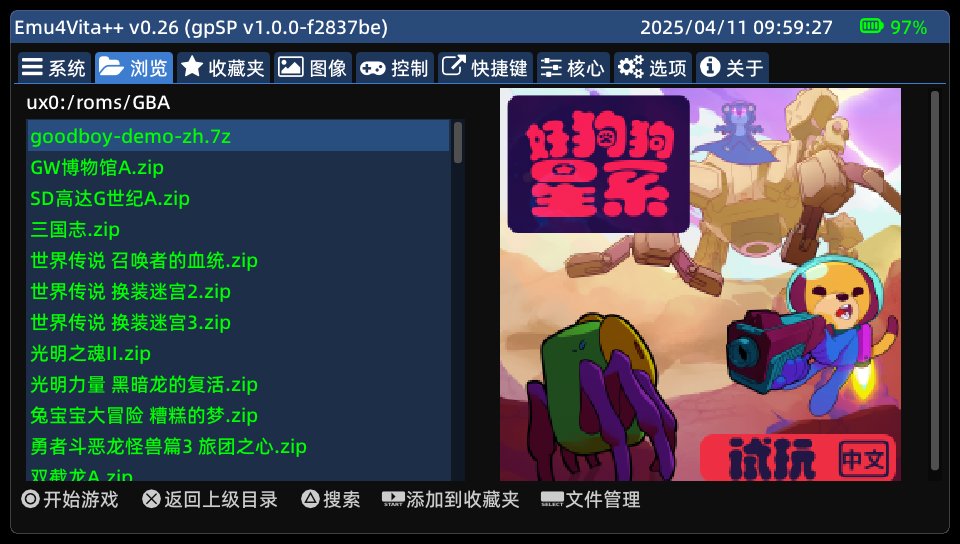 Emu4Vita++ v0.26 (gpSP v1.0.0-f2837be) 2025/04/11 09:59:27 97%
系统 浏览 收藏夹 图像 控制 快捷键 核心 选项 关于
ux0:/roms/GBA
goodboy-demo-zh.7z
GW博物馆A.zip
SD高达G世纪A.zip
三国志.zip
世界传说 召唤者的血统.zip
世界传说 换装迷宫2.zip
世界传说 换装迷宫3.zip
光明之魂II.zip
光明力量 黑暗龙的复活.zip
兔宝宝大冒险 糟糕的梦.zip
勇者斗恶龙怪兽篇3 旅团之心.zip
双截龙A.zip
好狗狗
星系
试玩 中文
开始游戏 返回上级目录 搜索 START 添加到收藏夹 SELECT 文件管理